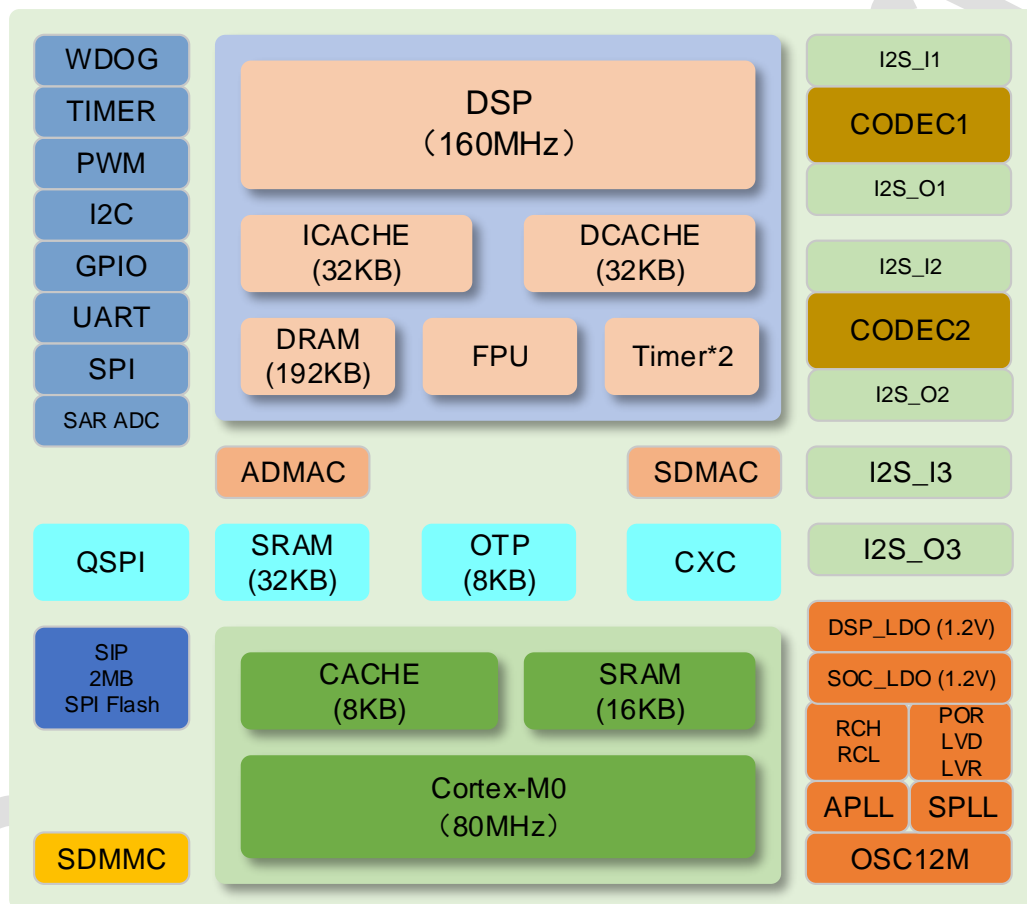 WDOG
TIMER
PWM
I2C
GPIO
UART
SPI
SAR ADC
DSP
（160MHz）
ICACHE
(32KB)
DCACHE
(32KB)
DRAM
(192KB)
FPU
Timer*2
I2S_I1
CODEC1
I2S_O1
I2S_I2
CODEC2
I2S_O2
I2S_I3
I2S_O3
ADMAC
SDMAC
QSPI
SRAM
(32KB)
OTP
(8KB)
CXC
SIP
2MB
SPI Flash
SDMMC
CACHE
(8KB)
SRAM
(16KB)
Cortex-M0
（80MHz）
DSP_LDO (1.2V)
SOC_LDO (1.2V)
RCH
RCL
POR
LVD
LVR
APLL
SPLL
OSC12M